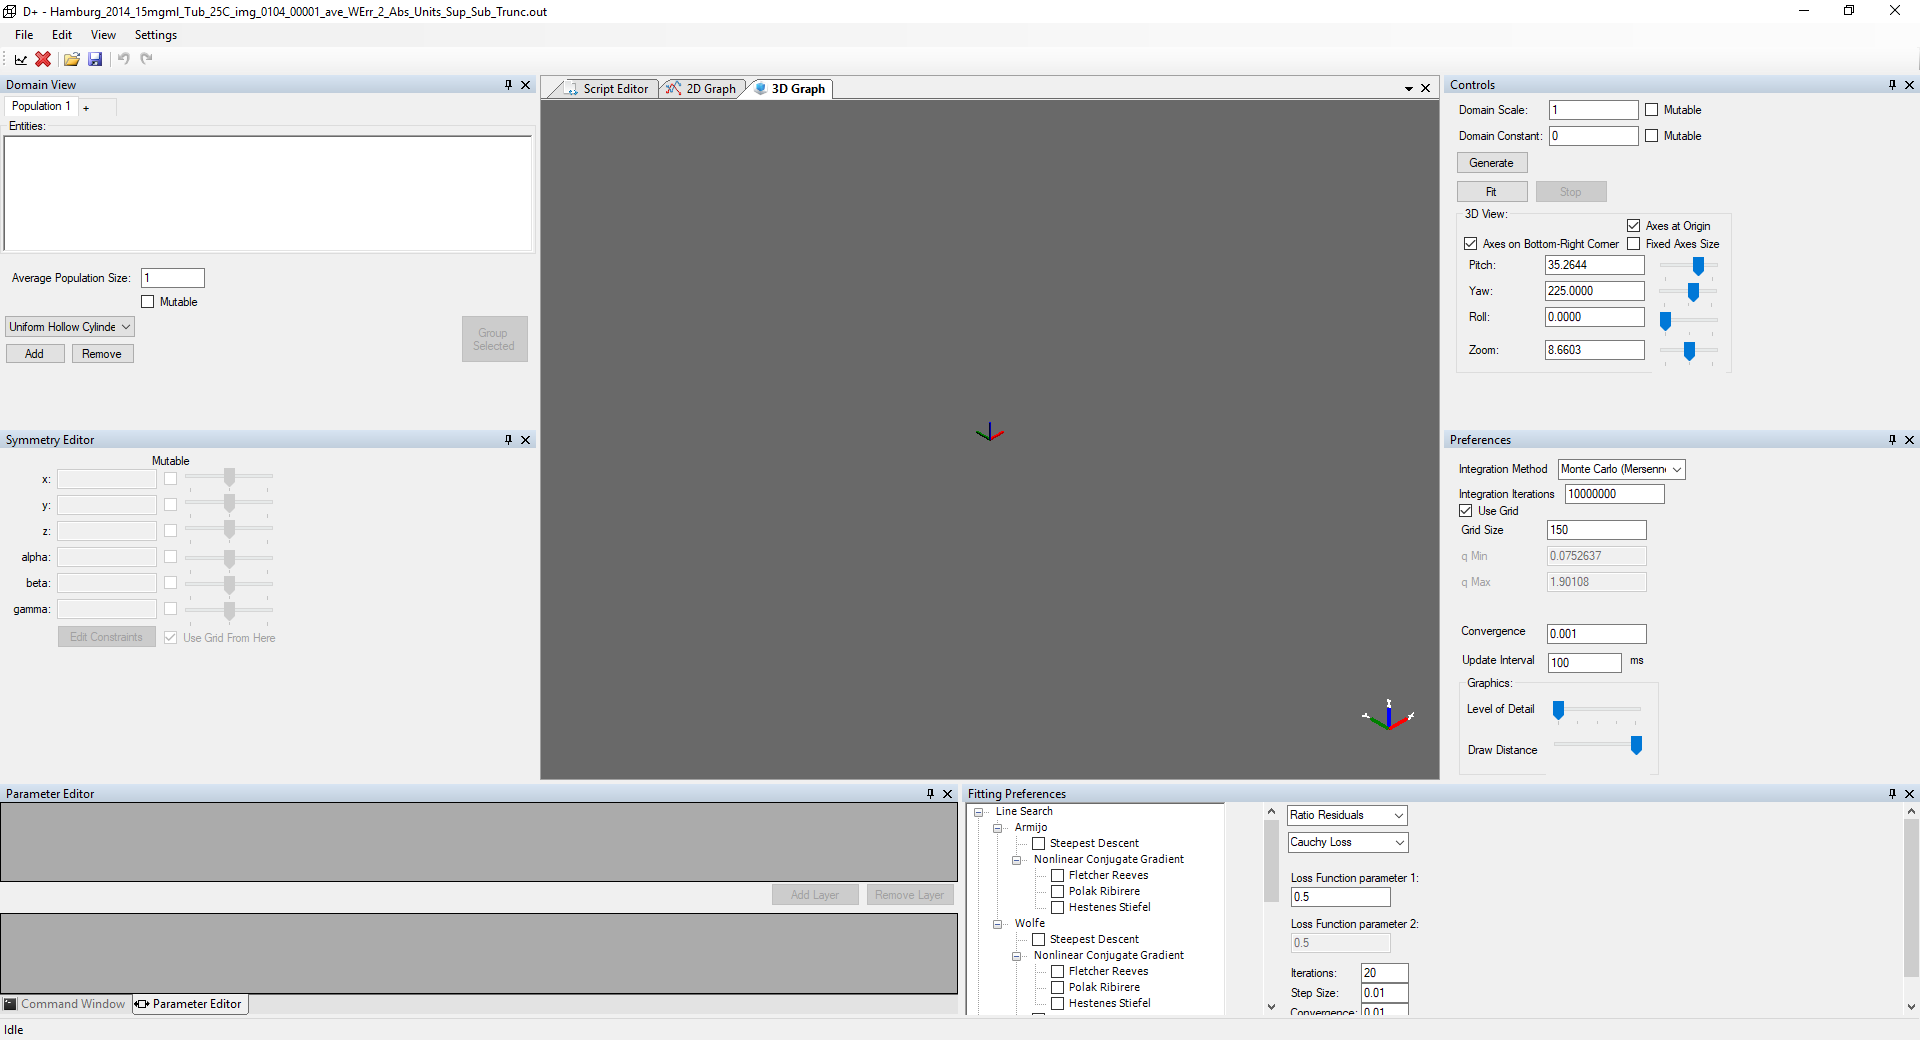 D+ - Hamburg_2014_15mgml_Tub_25C_img_0104_00001_ave_WErr_2_Abs_Units_Sup_Sub_Trunc.out
File Edit View Settings
Domain View
Population 1 +
Entities:
Average Population Size: 1
Mutable
Uniform Hollow Cylinde
Add Remove
Group Selected
Symmetry Editor
Mutable
x:
y:
z:
alpha:
beta:
gamma:
Edit Constraints Use Grid From Here
Script Editor 2D Graph 3D Graph
Controls
Domain Scale: 1 Mutable
Domain Constant: 0 Mutable
Generate
Fit Stop
3D View:
Axes at Origin
Axes on Bottom-Right Corner Fixed Axes Size
Pitch: 35.2644
Yaw: 225.0000
Roll: 0.0000
Zoom: 8.6603
Preferences
Integration Method Monte Carlo (Mersenne
Integration Iterations 10000000
Use Grid
Grid Size 150
q Min 0.0752637
q Max 1.90108
Convergence 0.001
Update Interval 100 ms
Graphics:
Level of Detail
Draw Distance
Parameter Editor
Add Layer Remove Layer
Command Window Parameter Editor
Fitting Preferences
Line Search
Armijo
Steepest Descent
Nonlinear Conjugate Gradient
Fletcher Reeves
Polak Ribirere
Hestenes Stiefel
Wolfe
Steepest Descent
Nonlinear Conjugate Gradient
Fletcher Reeves
Polak Ribirere
Hestenes Stiefel
Ratio Residuals
Cauchy Loss
Loss Function parameter 1:
0.5
Loss Function parameter 2:
0.5
Iterations: 20
Step Size: 0.01
Convergence: 0.01
Idle